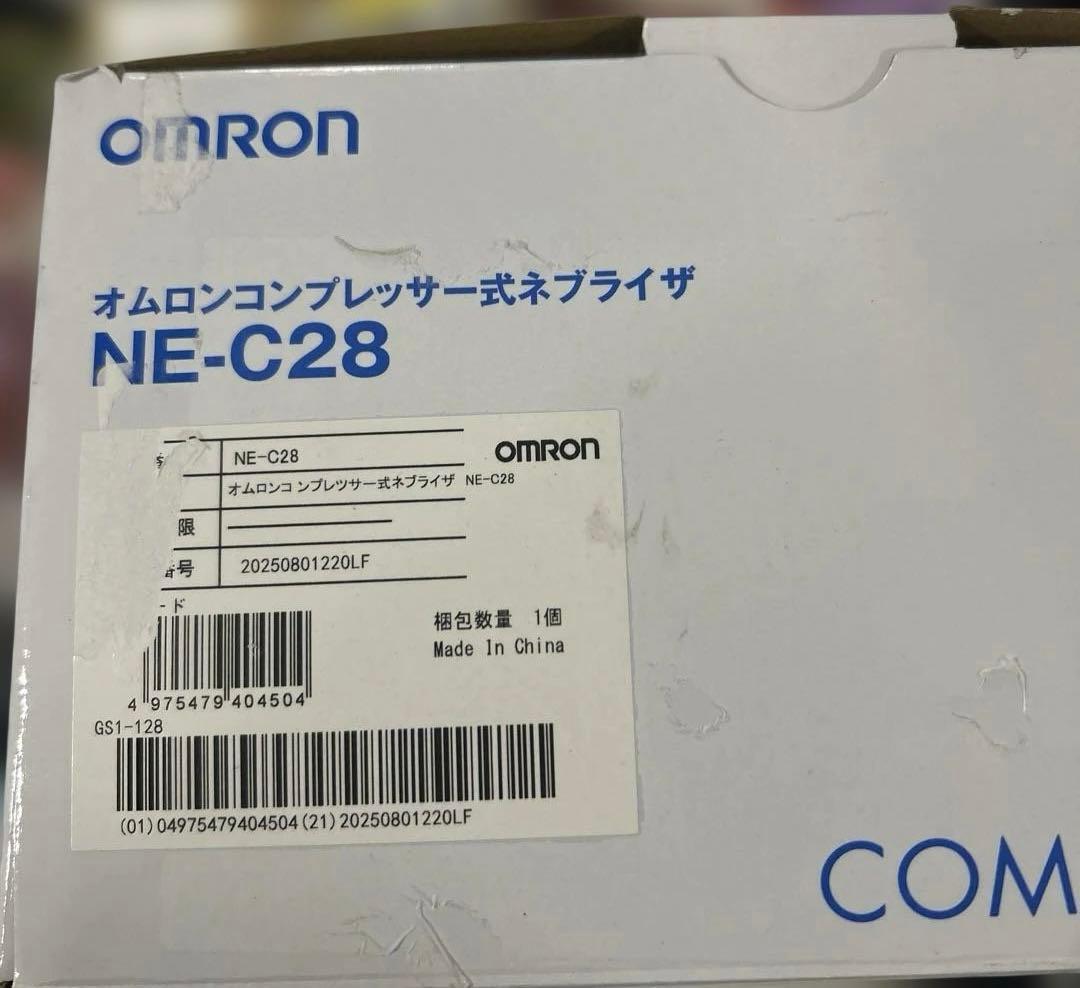 OMRON
オムロンコンプレッサー式ネブライザ
NE-C28
OMRON
NE-C28
オムロンコンプレツサー式ネブライザ NE-C28
限
番号
20250801220LF
ード
梱包数量 1個
Made In China
4 975479 404504
GS1-128
(01)04975479404504(21)20250801220LF
COM